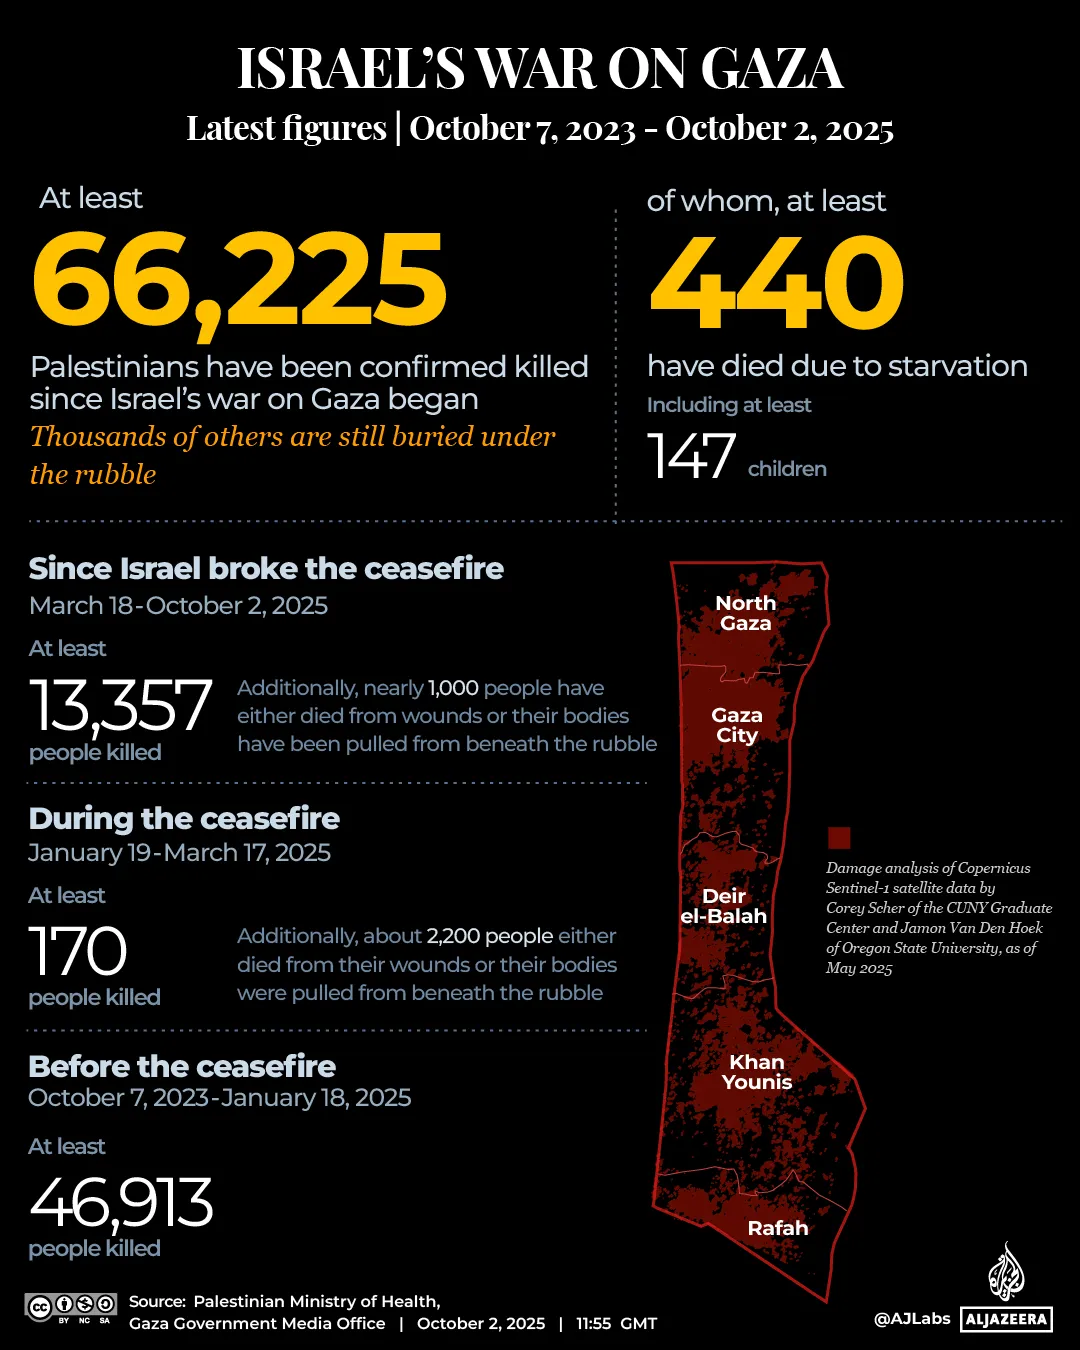 ISRAEL'S WAR ON GAZA
Latest figures | October 7, 2023 - October 2, 2025
At least
66,225
Palestinians have been confirmed killed
since Israel's war on Gaza began
Thousands of others are still buried under
the rubble
of whom, at least
440
have died due to starvation
Including at least
147 children
Since Israel broke the ceasefire
March 18-October 2, 2025
At least
13,357
people killed
Additionally, nearly 1,000 people have
either died from wounds or their bodies
have been pulled from beneath the rubble
During the ceasefire
January 19-March 17, 2025
At least
170
people killed
Additionally, about 2,200 people either
died from their wounds or their bodies
were pulled from beneath the rubble
Before the ceasefire
October 7, 2023-January 18, 2025
At least
46,913
people killed
North
Gaza
Gaza
City
Deir
el-Balah
Khan
Younis
Rafah
Damage analysis of Copernicus
Sentinel-1 satellite data by
Corey Scher of the CUNY Graduate
Center and Jamon Van Den Hoek
of Oregon State University, as of
May 2025
cc
BY NC SA
Source: Palestinian Ministry of Health,
Gaza Government Media Office | October 2, 2025 | 11:55 GMT
@AJLabs
ALJAZEERA